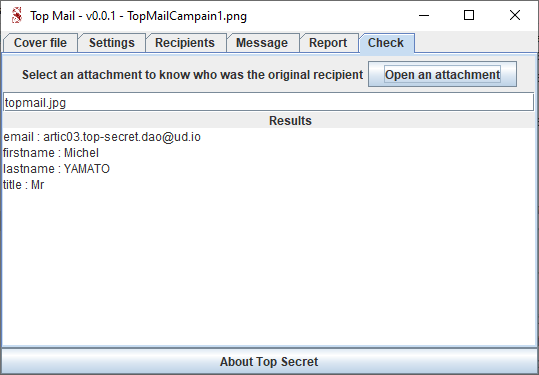 Top Mail - v0.0.1 - TopMailCampain1.png
Cover file Settings Recipients Message Report Check
Select an attachment to know who was the original recipient Open an attachment
topmail.jpg
Results
email : artic03.top-secret.dao@ud.io
firstname : Michel
lastname : YAMATO
title : Mr
About Top Secret